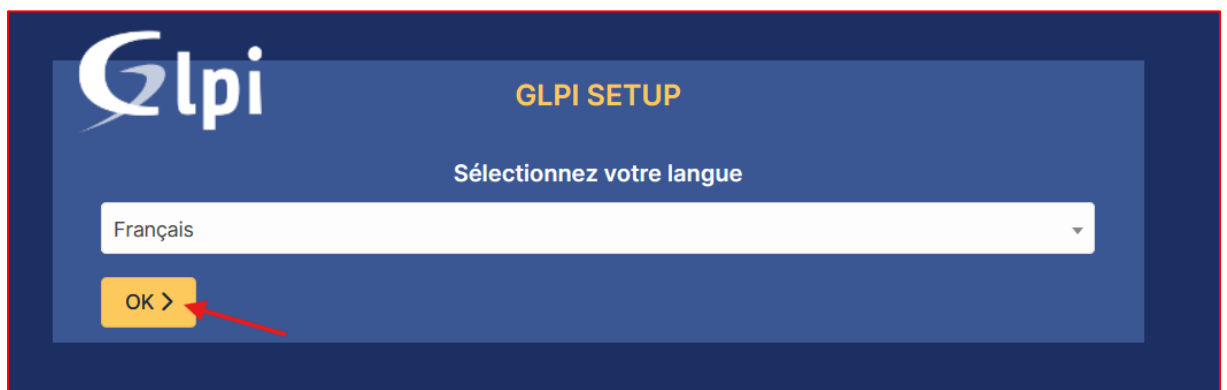 Glpi
GLPI SETUP
Sélectionnez votre langue
Français
OK